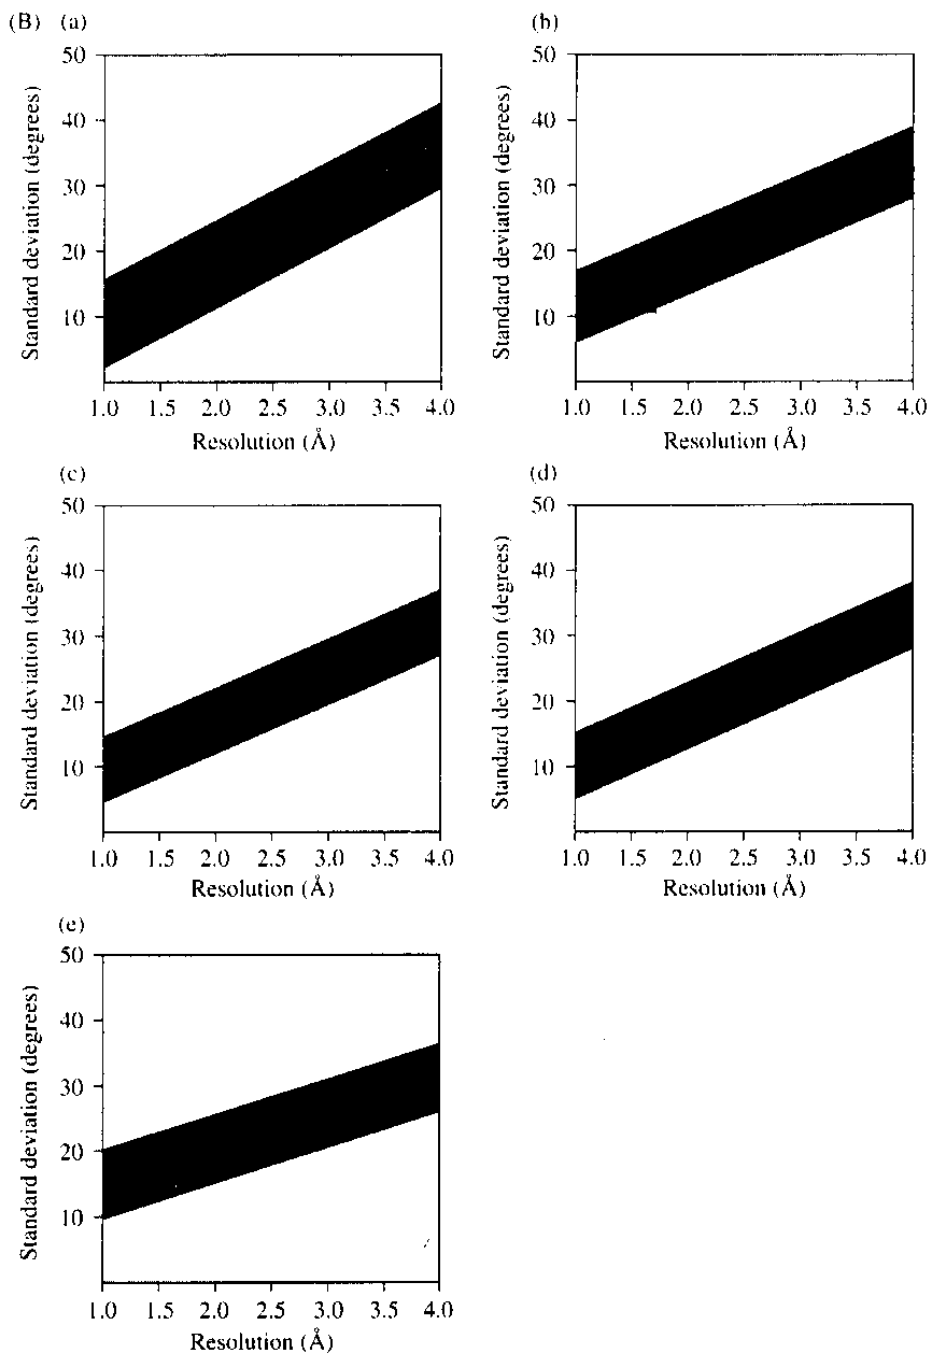 (B) (a)
50
40
30
20
10
Standard deviation (degrees)
1.0 1.5 2.0 2.5 3.0 3.5 4.0
Resolution (Å)
(b)
50
40
30
20
10
Standard deviation (degrees)
1.0 1.5 2.0 2.5 3.0 3.5 4.0
Resolution (Å)
(c)
50
40
30
20
10
Standard deviation (degrees)
1.0 1.5 2.0 2.5 3.0 3.5 4.0
Resolution (Å)
(d)
50
40
30
20
10
Standard deviation (degrees)
1.0 1.5 2.0 2.5 3.0 3.5 4.0
Resolution (Å)
(e)
50
40
30
20
10
Standard deviation (degrees)
1.0 1.5 2.0 2.5 3.0 3.5 4.0
Resolution (Å)